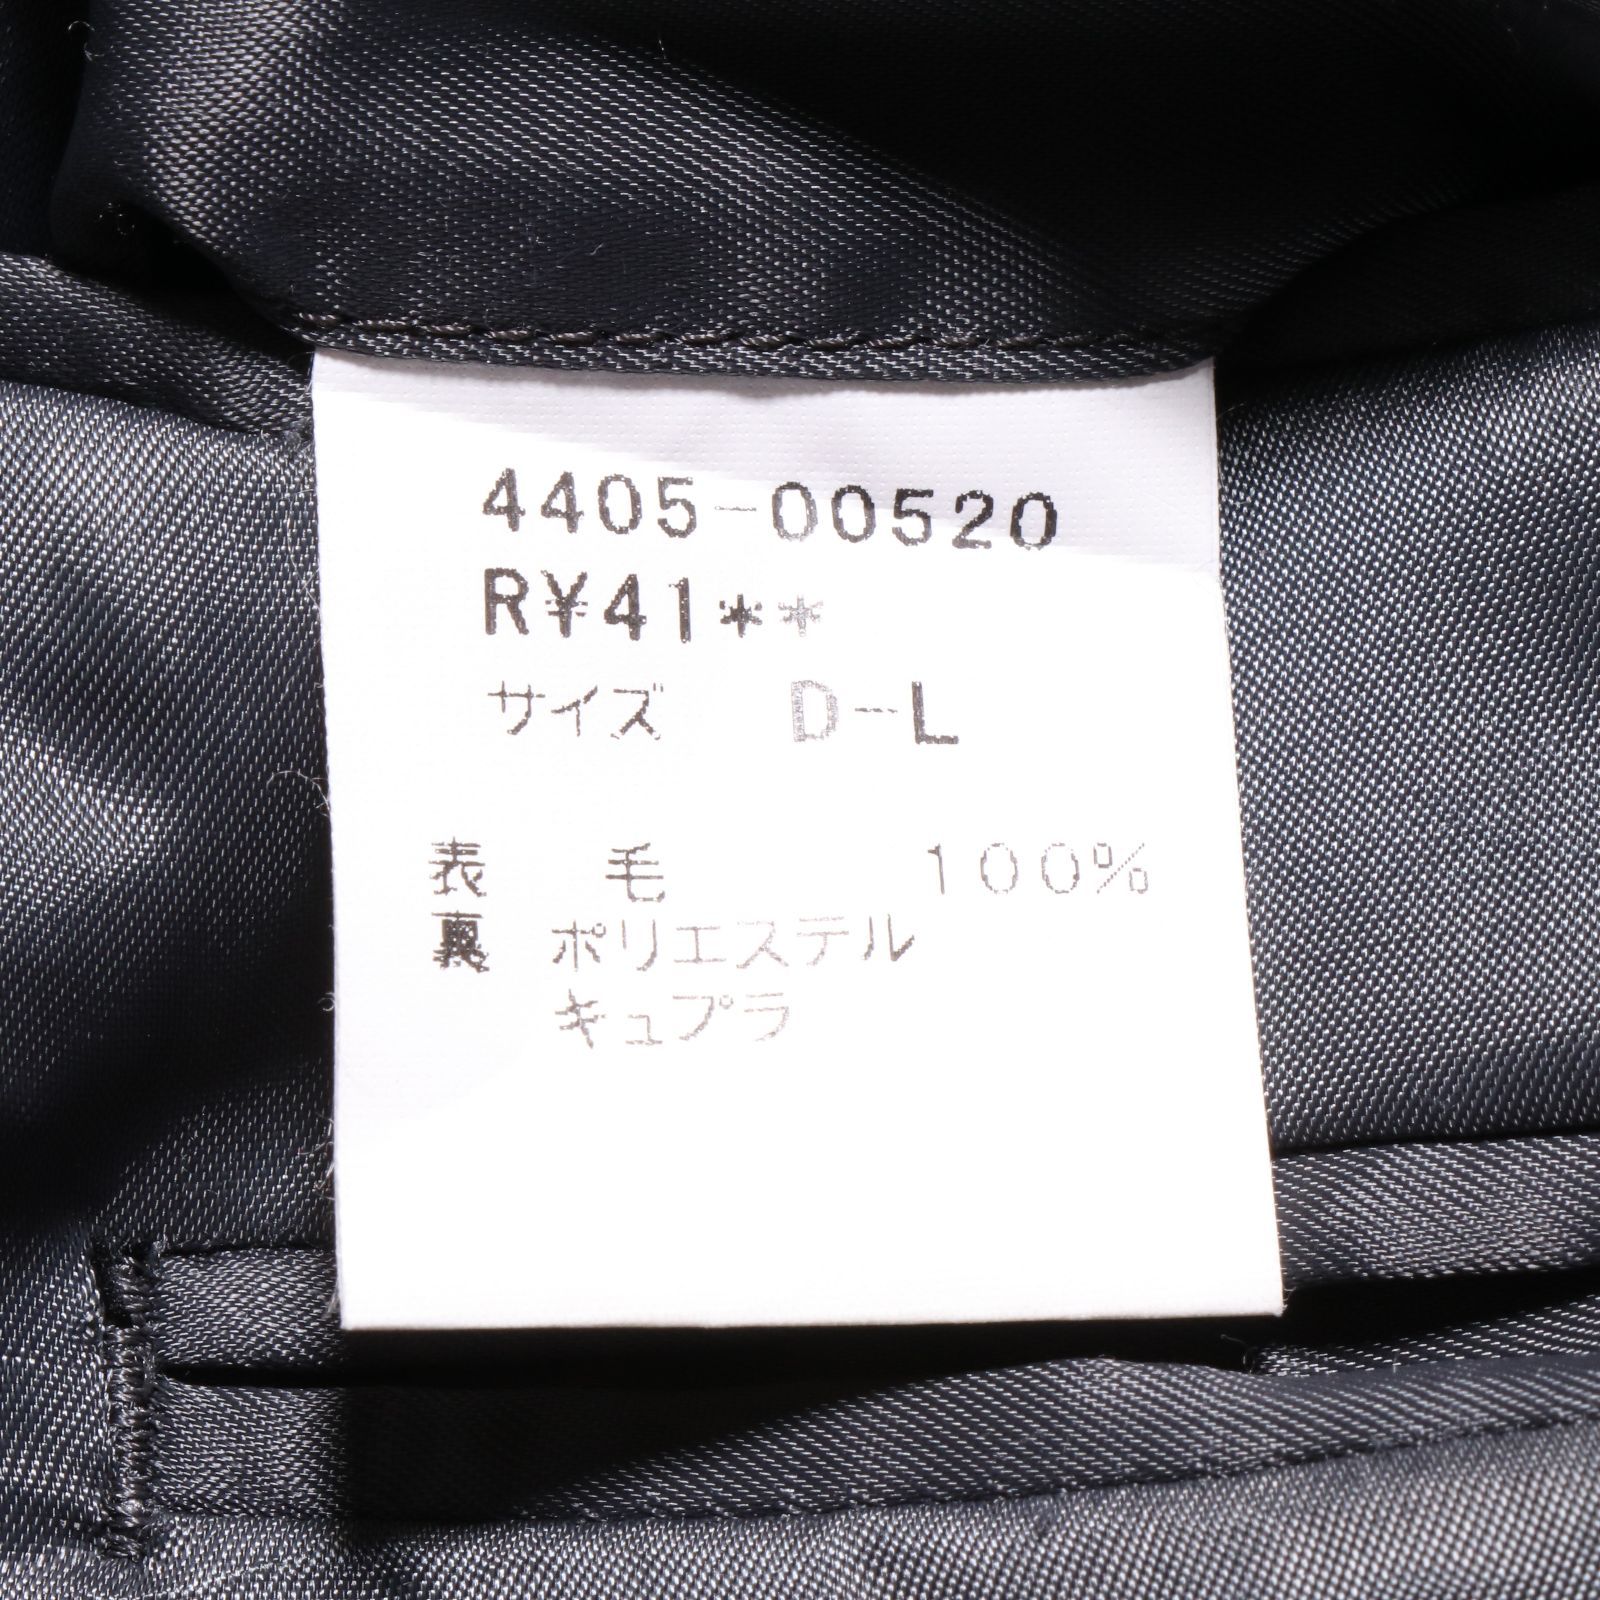 4405-00520
R¥41**
サイズ D-L
表 毛 100%
裏 ポリエステル
キュプラ